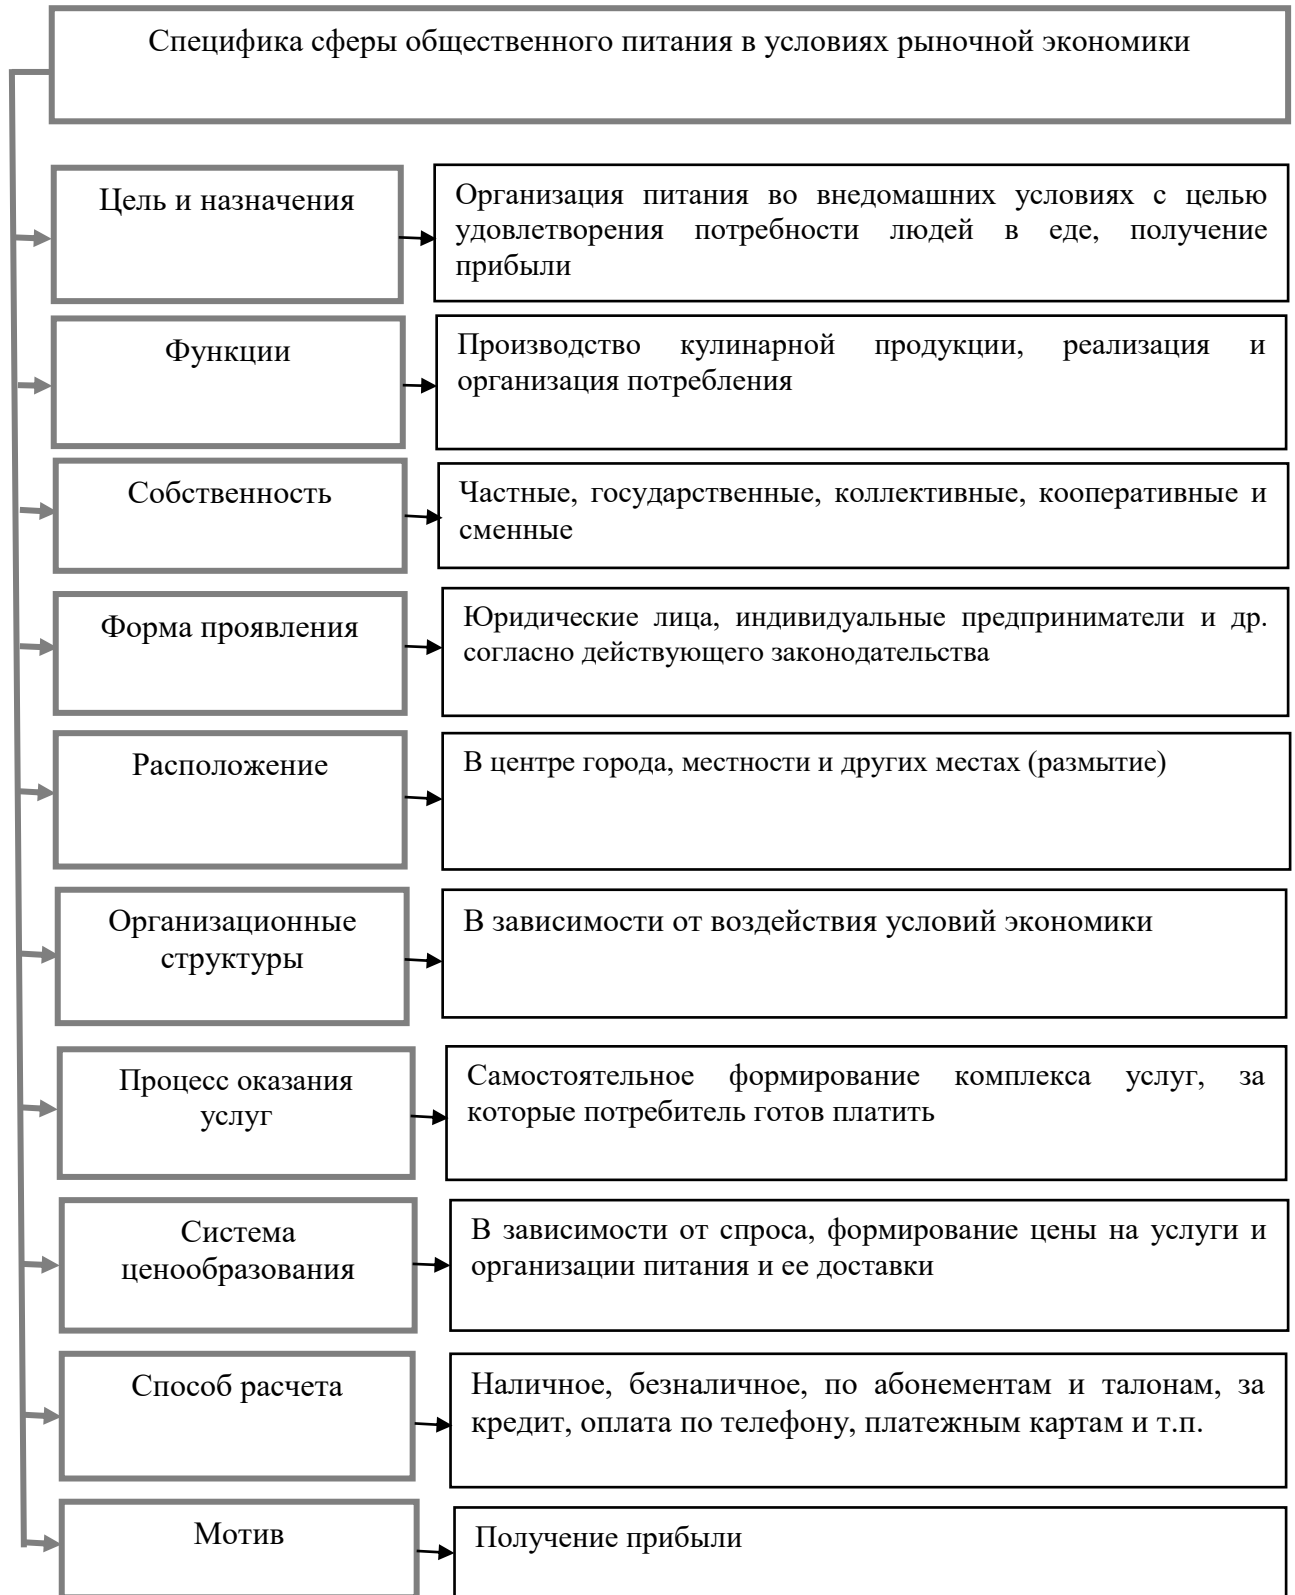 Специфика сферы общественного питания в условиях рыночной экономики
Цель и назначения
Организация питания во внедомашних условиях с целью
удовлетворения потребности людей в еде, получение
прибыли
Функции
Производство кулинарной продукции, реализация и
организация потребления
Собственность
Частные, государственные, коллективные, кооперативные и
сменные
Форма проявления
Юридические лица, индивидуальные предприниматели и др.
согласно действующего законодательства
Расположение
В центре города, местности и других местах (размытие)
Организационные
структуры
В зависимости от воздействия условий экономики
Процесс оказания
услуг
Самостоятельное формирование комплекса услуг, за
которые потребитель готов платить
Система
ценообразования
В зависимости от спроса, формирование цены на услуги и
организации питания и ее доставки
Способ расчета
Наличное, безналичное, по абонементам и талонам, за
кредит, оплата по телефону, платежным картам и т.п.
Мотив
Получение прибыли